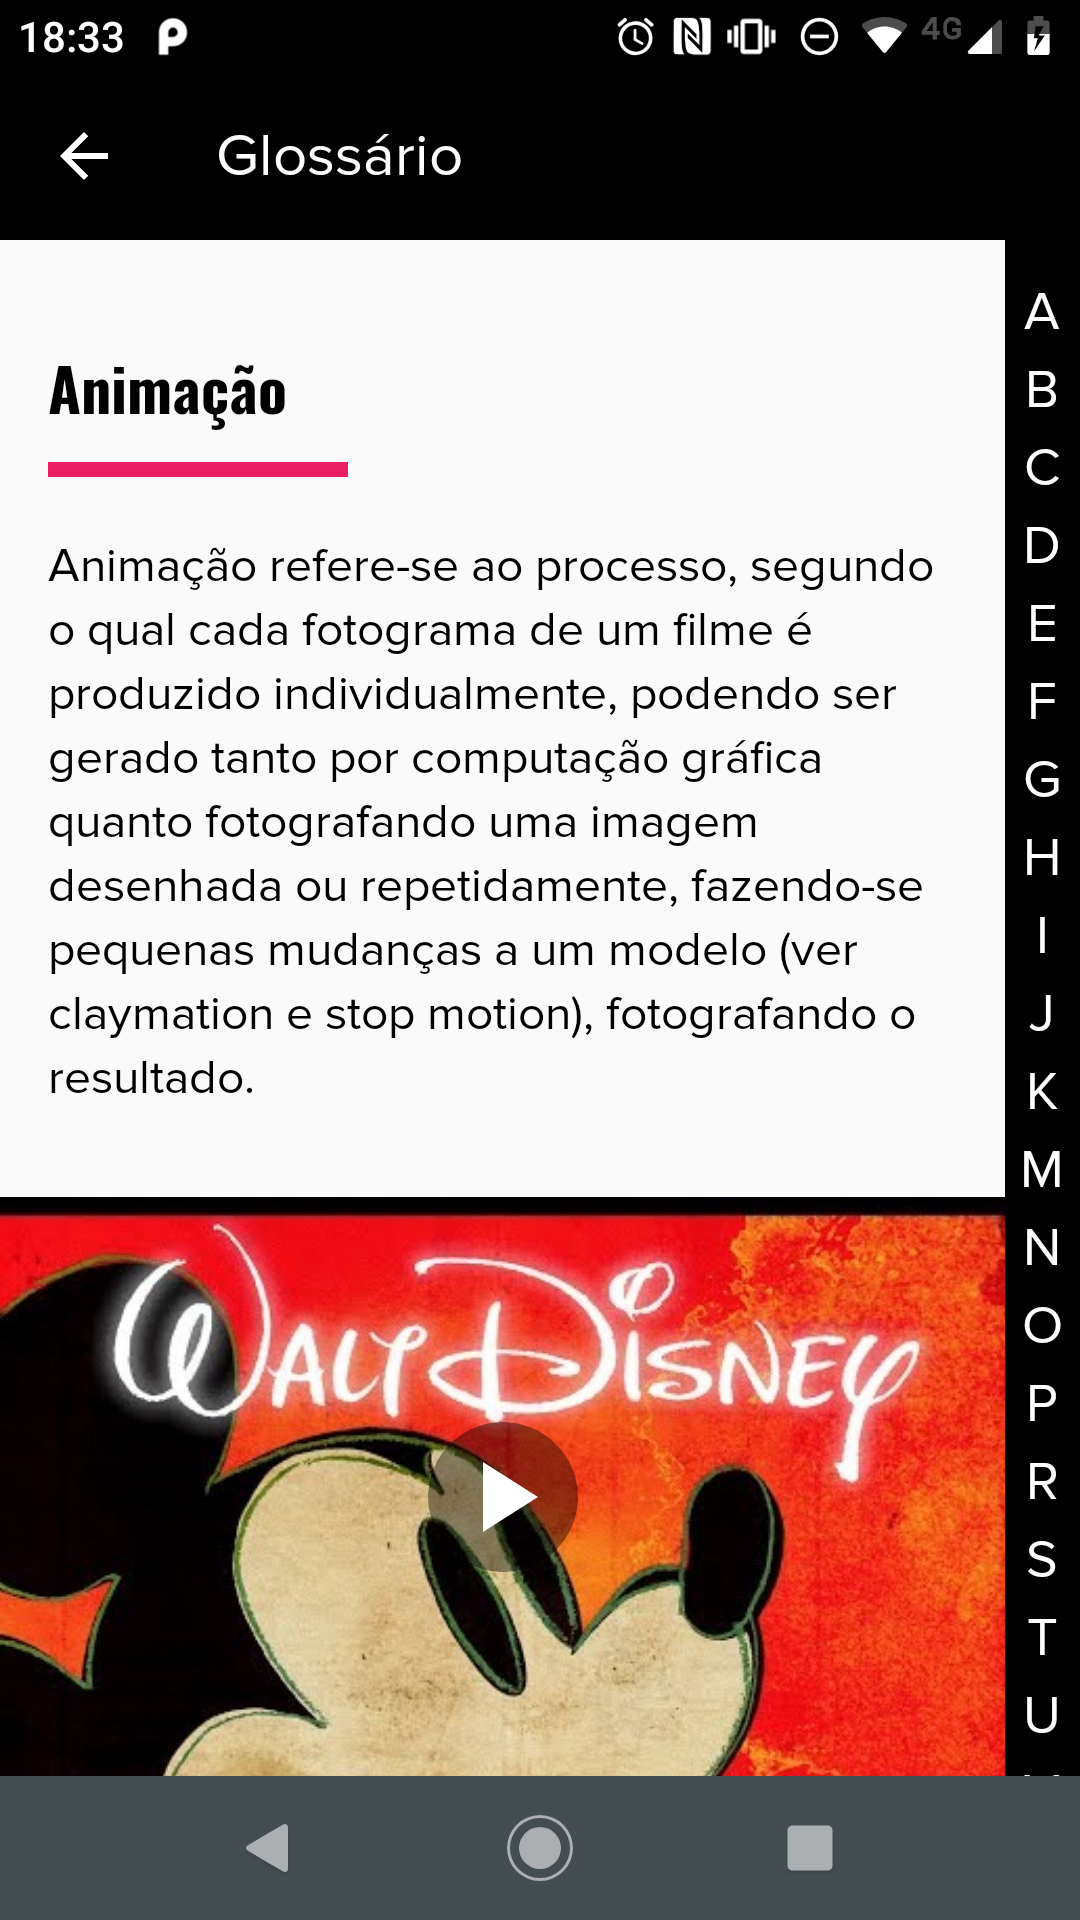 18:33
4G
Glossário
Animação
Animação refere-se ao processo, segundo
o qual cada fotograma de um filme é
produzido individualmente, podendo ser
gerado tanto por computação gráfica
quanto fotografando uma imagem
desenhada ou repetidamente, fazendo-se
pequenas mudanças a um modelo (ver
claymation e stop motion), fotografando o
resultado.
WALT DISNEY
A
B
C
D
E
F
G
H
I
J
K
M
N
O
P
R
S
T
U